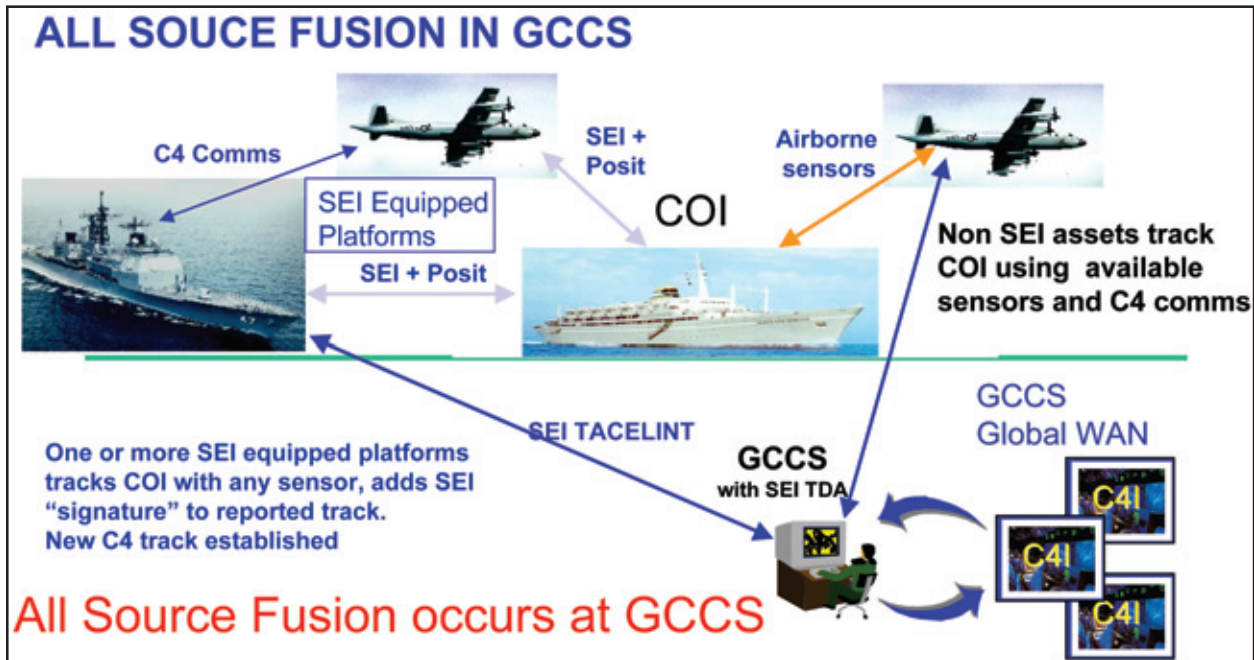 ALL SOUCE FUSION IN GCCS
C4 Comms
SEI +
Posit
Airborne
sensors
SEI Equipped
Platforms
COI
SEI + Posit
Non SEI assets track
COI using available
sensors and C4 comms
47
SEI TACELINT
GCCS
Global WAN
One or more SEI equipped platforms
tracks COI with any sensor, adds SEI
“signature” to reported track.
New C4 track established
GCCS
with SEI TDA
C4I
C4I
C4I
All Source Fusion occurs at GCCS